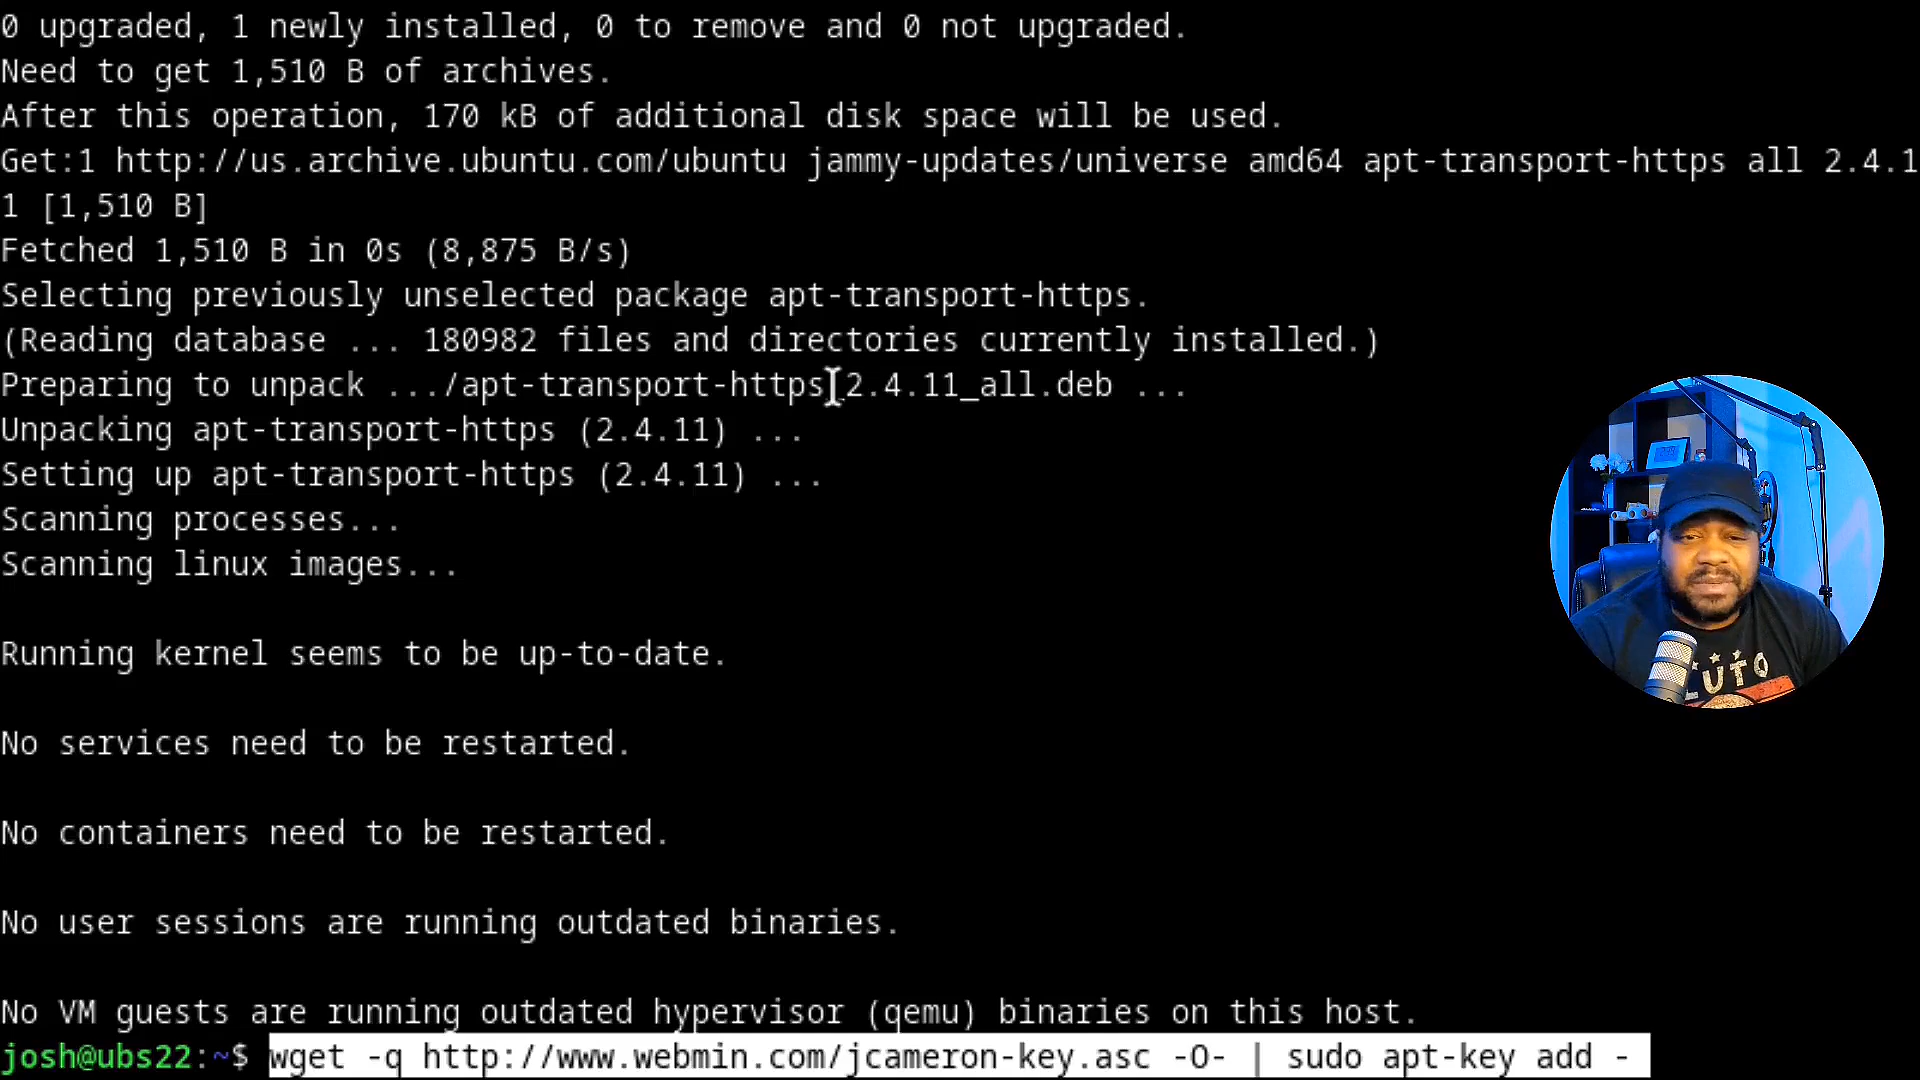 0 upgraded, 1 newly installed, 0 to remove and 0 not upgraded.
Need to get 1,510 B of archives.
After this operation, 170 kB of additional disk space will be used.
Get:1 http://us.archive.ubuntu.com/ubuntu jammy-updates/universe amd64 apt-transport-https all 2.4.1
1 [1,510 B]
Fetched 1,510 B in 0s (8,875 B/s)
Selecting previously unselected package apt-transport-https.
(Reading database ... 180982 files and directories currently installed.)
Preparing to unpack .../apt-transport-https_2.4.11_all.deb ...
Unpacking apt-transport-https (2.4.11) ...
Setting up apt-transport-https (2.4.11) ...
Scanning processes...
Scanning linux images...
Running kernel seems to be up-to-date.
No services need to be restarted.
No containers need to be restarted.
No user sessions are running outdated binaries.
No VM guests are running outdated hypervisor (qemu) binaries on this host.
josh@ubs22:~$ wget -q http://www.webmin.com/jcameron-key.asc -O- | sudo apt-key add -